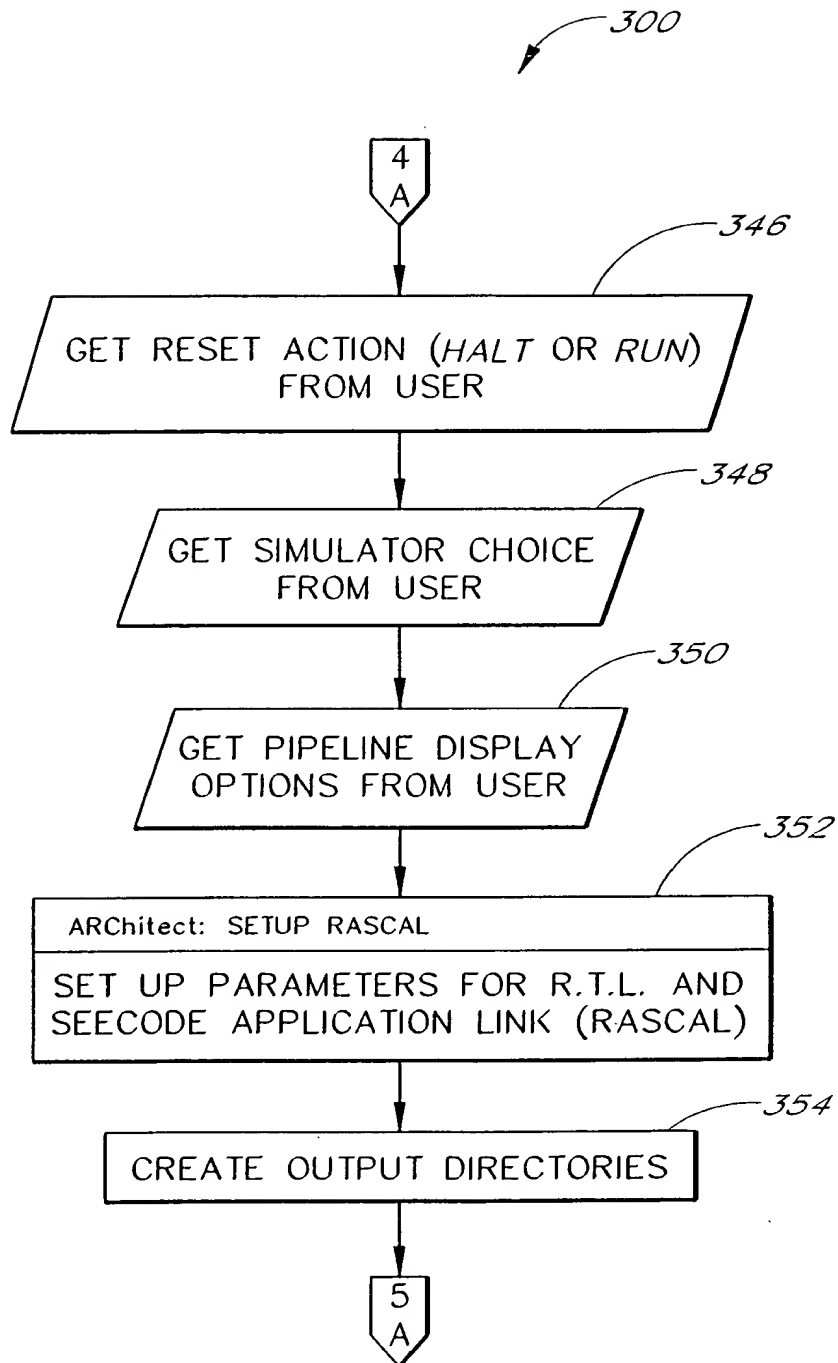 300
4
A
346
GET RESET ACTION (HALT OR RUN)
FROM USER
348
GET SIMULATOR CHOICE
FROM USER
350
GET PIPELINE DISPLAY
OPTIONS FROM USER
352
ARChitect: SETUP RASCAL
SET UP PARAMETERS FOR R.T.L. AND
SEECODE APPLICATION LINK (RASCAL)
354
CREATE OUTPUT DIRECTORIES
5
A